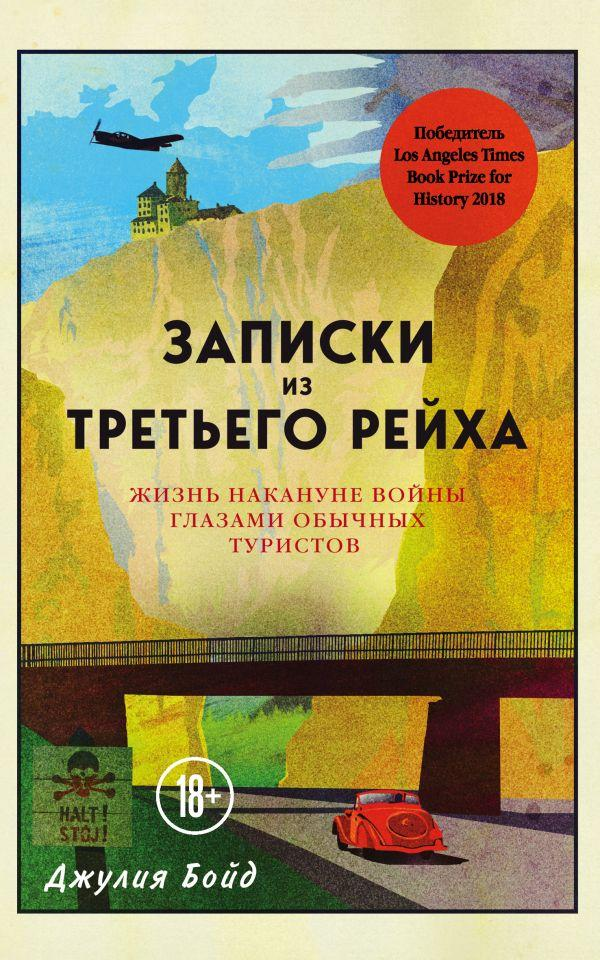 Победитель
Los Angeles Times
Book Prize for
History 2018
ЗАПИСКИ
ИЗ
ТРЕТЬЕГО РЕЙХА
ЖИЗНЬ НАКАНУНЕ ВОЙНЫ
ГЛАЗАМИ ОБЫЧНЫХ
ТУРИСТОВ
HALT!
STÓJ!
18+
Джулия Бойд